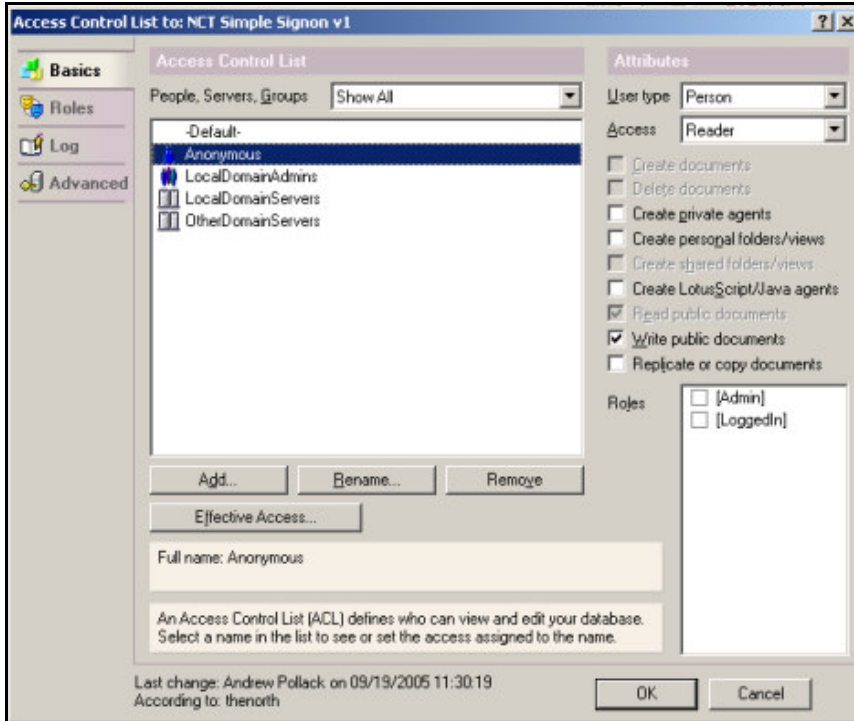 Access Control List to: NCT Simple Signon v1
Basics
Roles
Log
Advanced
Access Control List
People, Servers, Groups Show All
-Default-
Anonymous
LocalDomainAdmins
LocalDomainServers
OtherDomainServers
Add... Rename... Remove
Effective Access...
Full name: Anonymous
An Access Control List (ACL) defines who can view and edit your database.
Select a name in the list to see or set the access assigned to the name.
Attributes
User type Person
Access Reader
Create documents
Delete documents
Create private agents
Create personal folders/views
Create shared folders/views
Create LotusScript/Java agents
Read public documents
Write public documents
Replicate or copy documents
Roles
[Admin]
[LoggedIn]
Last change: Andrew Pollack on 09/19/2005 11:30:19
According to: thenorth
OK Cancel